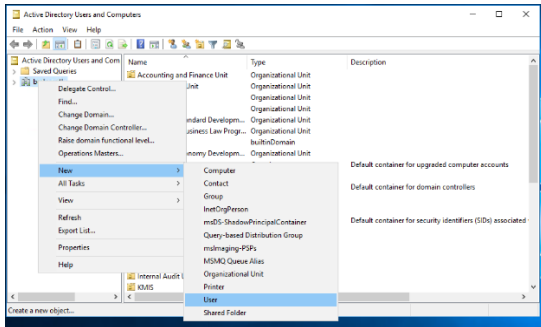 Active Directory Users and Computers
File Action View Help
Active Directory Users and Com
Saved Queries
Name Type Description
Accounting and Finance Unit Organizational Unit
Unit Organizational Unit
Organizational Unit
Organizational Unit
ndard Developm... Organizational Unit
usiness Law Progr... Organizational Unit
builtinDomain
nomy Developm... Organizational Unit
Default container for upgraded computer accounts
Default container for domain controllers
Default container for security identifiers (SIDs) associated
Internal Audit U
KMIS
Delegate Control...
Find...
Change Domain...
Change Domain Controller...
Raise domain functional level...
Operations Masters...
New
All Tasks
View
Refresh
Export List...
Properties
Help
Computer
Contact
Group
InetOrgPerson
msDS-ShadowPrincipalContainer
Query-based Distribution Group
msImaging-PSPs
MSMQ Queue Alias
Organizational Unit
Printer
User
Shared Folder
Create a new object...